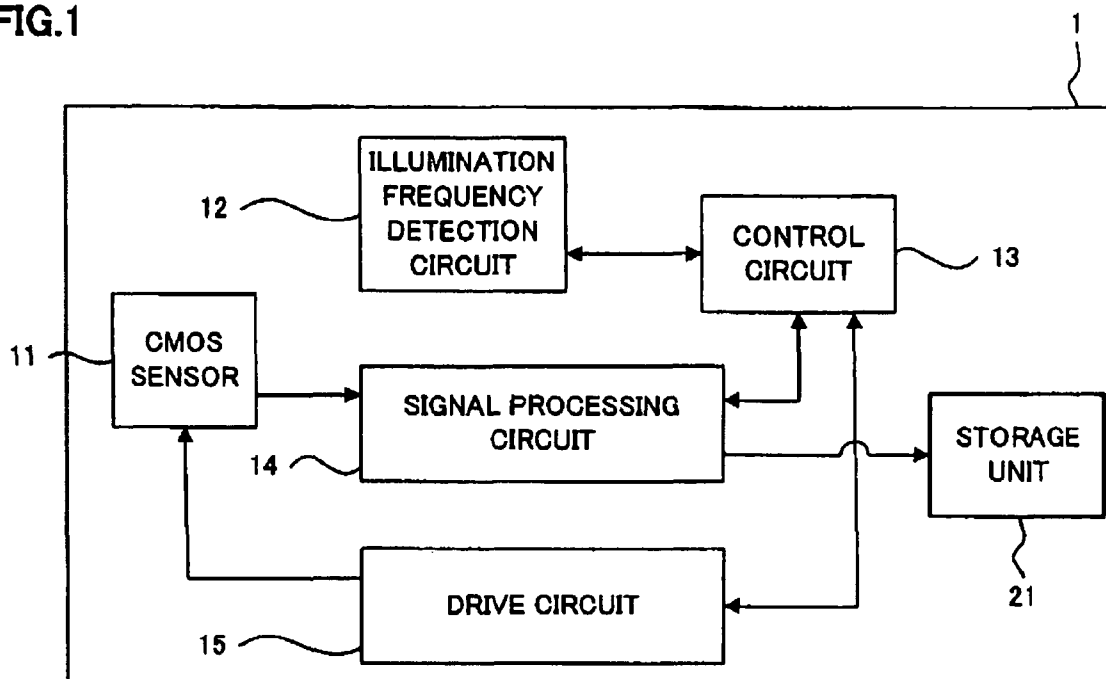 FIG.1
1
ILLUMINATION
FREQUENCY
DETECTION
CIRCUIT
12
CONTROL
CIRCUIT
13
CMOS
SENSOR
11
SIGNAL PROCESSING
CIRCUIT
14
STORAGE
UNIT
21
DRIVE CIRCUIT
15